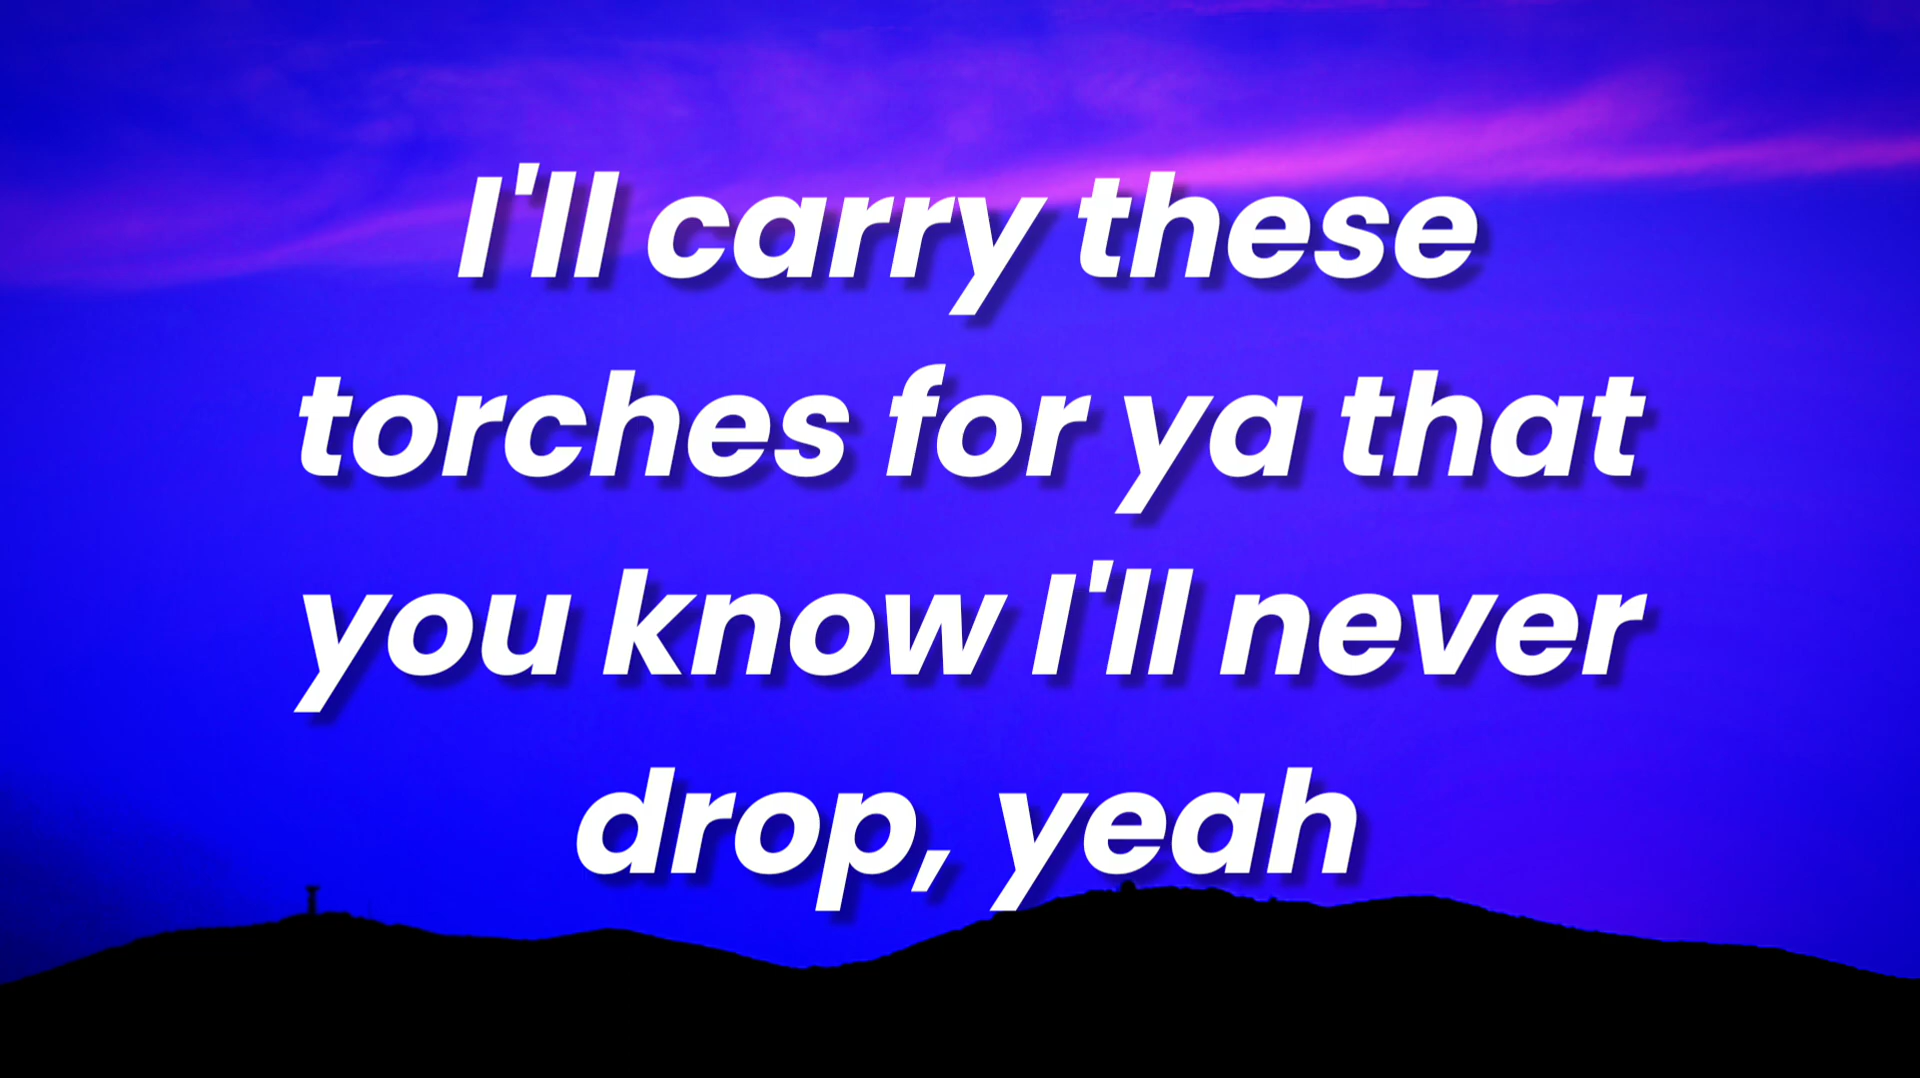 I'll carry these
torches for ya that
you know I'll never
drop, yeah